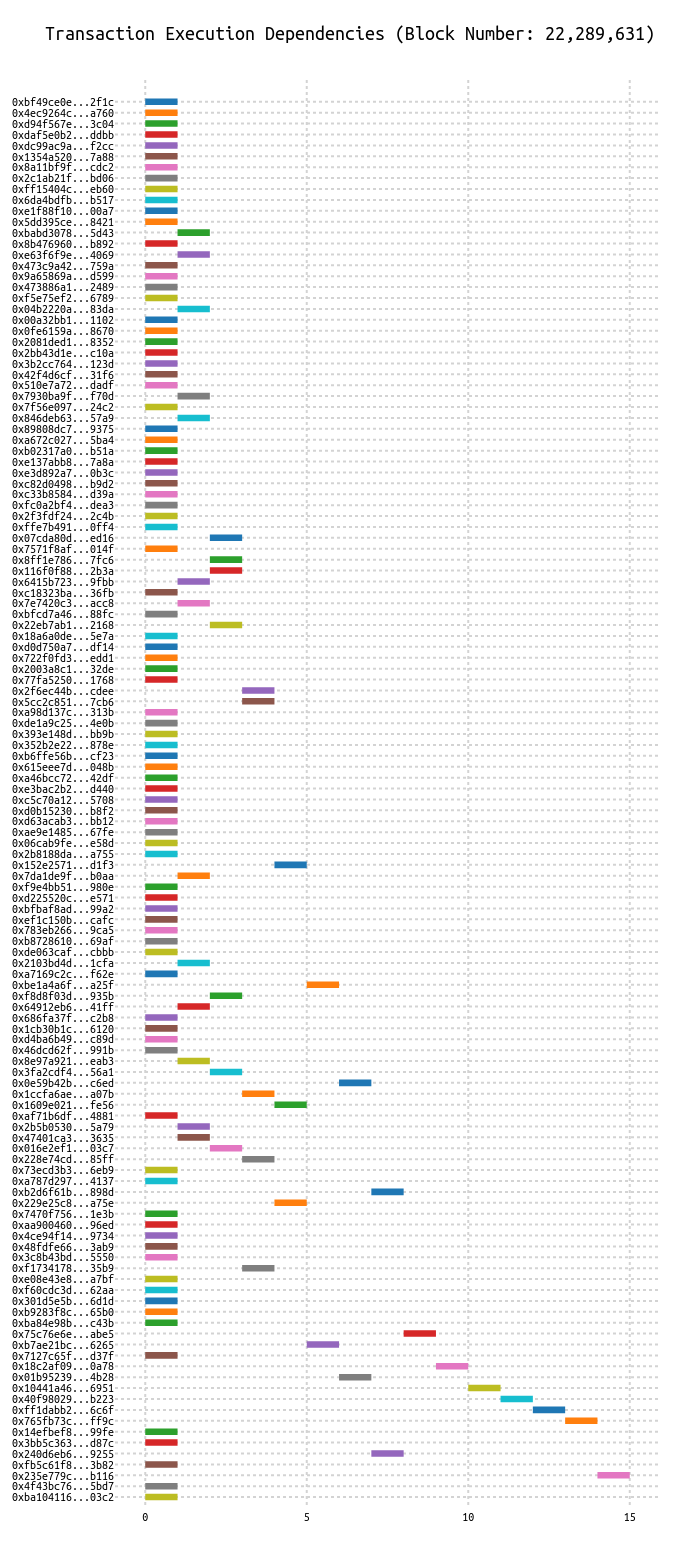 Transaction Execution Dependencies (Block Number: 22,289,631)
0xbf49ce0e...2f1c
0x4ec9264c...a760
0xd94f567e...3c04
0xdaf5e0b2...ddbb
0xdc99ac9a...f2cc
0x1354a520...7a88
0x8a11bf9f...cdc2
0x2c1ab21f...bd06
0xff15404c...eb60
0x6da4bdfb...b517
0xe1f88f10...00a7
0x5dd395ce...8421
0xbabd3078...5d43
0x8b476960...b892
0xe63f6f9e...4069
0x473c9a42...759a
0x9a65869a...d599
0x473886a1...2489
0xf5e75ef2...6789
0x04b2220a...83da
0x00a32bb1...1102
0x0fe6159a...8670
0x2081ded1...8352
0x2bb43d1e...c10a
0x3b2cc764...123d
0x42f4d6cf...31f6
0x510e7a72...dadf
0x7930ba9f...f70d
0x7f56e097...24c2
0x846deb63...57a9
0x89808dc7...9375
0xa672c027...5ba4
0xb02317a0...b51a
0xe137abb8...7a8a
0xe3d892a7...0b3c
0xc82d0498...b9d2
0xc33b8584...d39a
0xfc0a2bf4...dea3
0x2f3fdf24...2c4b
0xffe7b491...0ff4
0x07cda80d...ed16
0x7571f8af...014f
0x8ff1e786...7fc6
0x116f0f88...2b3a
0x6415b723...9fbb
0xc18323ba...36fb
0x7e7420c3...acc8
0xbfcd7a46...88fc
0x22eb7ab1...2168
0x18a6a0de...5e7a
0xd0d750a7...df14
0x722f0fd3...edd1
0x2003a8c1...32de
0x77fa5250...1768
0x2f6ec44b...cdee
0x5cc2c851...7cb6
0xa98d137c...313b
0xde1a9c25...4e0b
0x393e148d...bb9b
0x352b2e22...878e
0xb6ffe56b...cf23
0x615eee7d...048b
0xa46bcc72...42df
0xe3bac2b2...d440
0xc5c70a12...5708
0xd0b15230...b8f2
0xd63acab3...bb12
0xae9e1485...67fe
0x06cab9fe...e58d
0x2b8188da...a755
0x152e2571...d1f3
0x7da1de9f...b0aa
0xf9e4bb51...980e
0xd225520c...e571
0xbfbaf8ad...99a2
0xef1c150b...cafc
0x783eb266...9ca5
0xb8728610...69af
0xde063caf...cbbb
0x2103bd4d...1cfa
0xa7169c2c...f62e
0xbe1a4a6f...a25f
0xf8d8f03d...935b
0x64912eb6...41ff
0x686fa37f...c2b8
0x1cb30b1c...6120
0xd4ba6b49...c89d
0x46dcd62f...991b
0x8e97a921...eab3
0x3fa2cdf4...56a1
0x0e59b42b...c6ed
0x1ccfa6ae...a07b
0x1609e021...fe56
0xaf71b6df...4881
0x2b5b0530...5a79
0x47401ca3...3635
0x016e2ef1...03c7
0x228e74cd...85ff
0x73ecd3b3...6eb9
0xa787d297...4137
0xb2d6f61b...898d
0x229e25c8...a75e
0x7470f756...1e3b
0xaa900460...96ed
0x4ce94f14...9734
0x48fdfe66...3ab9
0x3c8b43bd...5550
0xf1734178...35b9
0xe08e43e8...a7bf
0xf60cdc3d...62aa
0x301d5e5b...6d1d
0xb9283f8c...65b0
0xba84e98b...c43b
0x75c76e6e...abe5
0xb7ae21bc...6265
0x7127c65f...d37f
0x18c2af09...0a78
0x01b95239...4b28
0x10441a46...6951
0x40f98029...b223
0xff1dabb2...6c6f
0x765fb73c...ff9c
0x14efbef8...99fe
0x3bb5c363...d87c
0x240d6eb6...9255
0xfb5c61f8...3b82
0x235e779c...b116
0x4f43bc76...5bd7
0xba104116...03c2
0 5 10 15